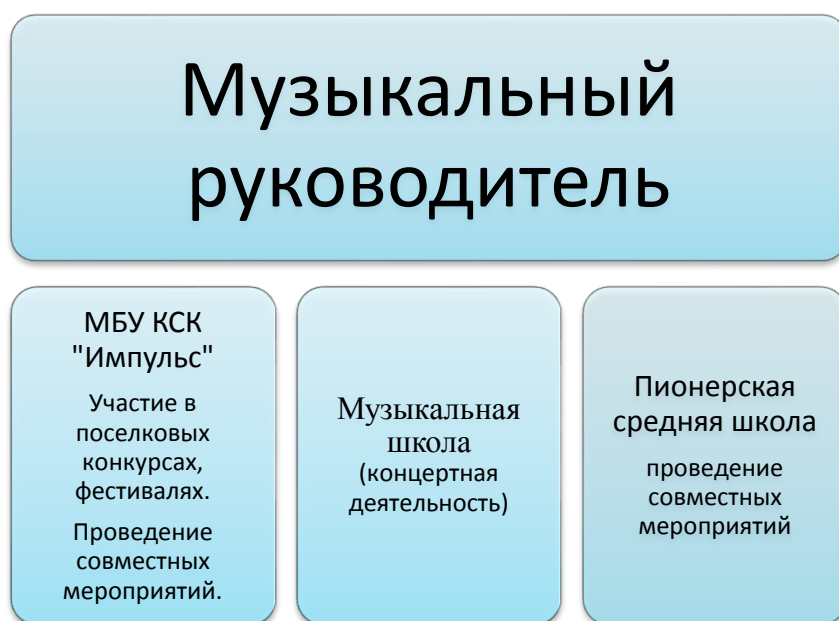 Музыкальный
руководитель
МБУ КСК
"Импульс"
Участие в
поселковых
конкурсах,
фестивалях.
Проведение
совместных
мероприятий.
Музыкальная
школа
(концертная
деятельность)
Пионерская
средняя школа
проведение
совместных
мероприятий